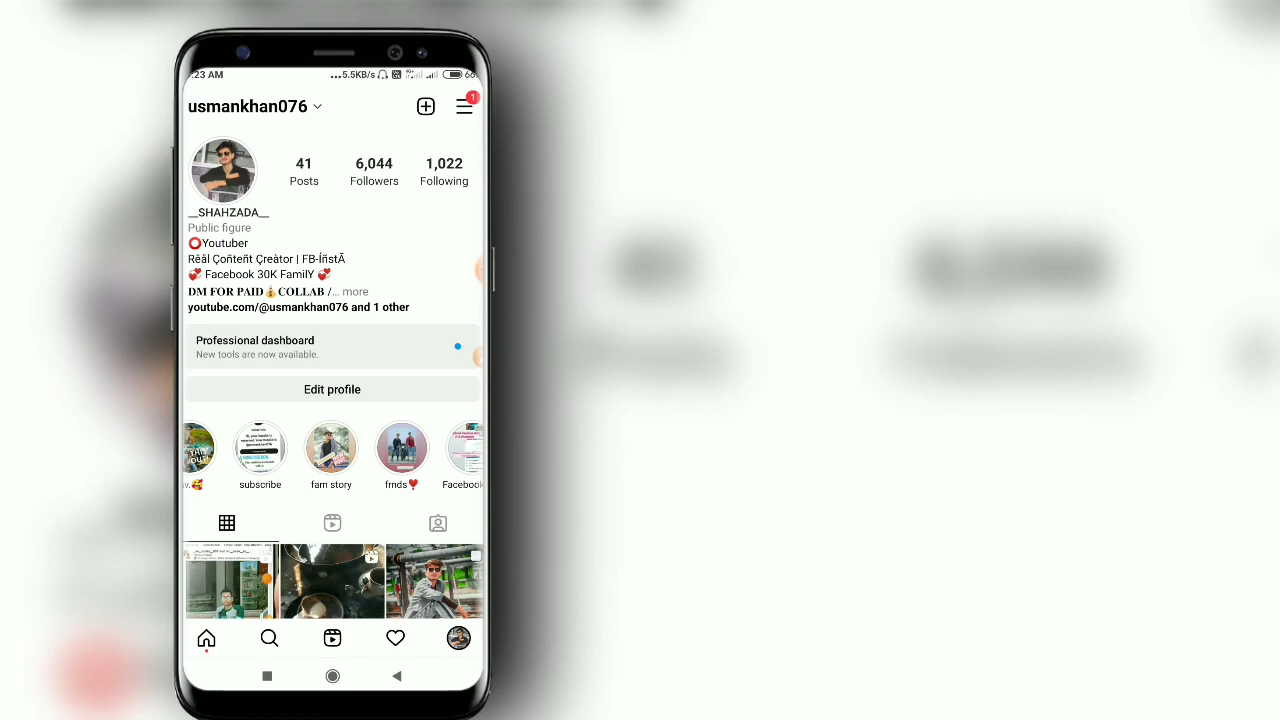 :23 AM
...5.5KB/s
usmankhan076
1
41
6,044
1,022
Posts
Followers
Following
__SHAHZADA__
Public figure
⭕Youtuber
Rêâl Çoñteñt Çreàtor | FB-ÍñstÃ
💞 Facebook 30K FamilY 💞
𝐃𝐌 𝐅𝐎𝐑 𝐏𝐀𝐈𝐃💰𝐂𝐎𝐋𝐋𝐀𝐁 /... more
youtube.com/@usmankhan076 and 1 other
Professional dashboard
New tools are now available.
Edit profile
v.🥰
subscribe
fam story
frnds❣️
Facebook